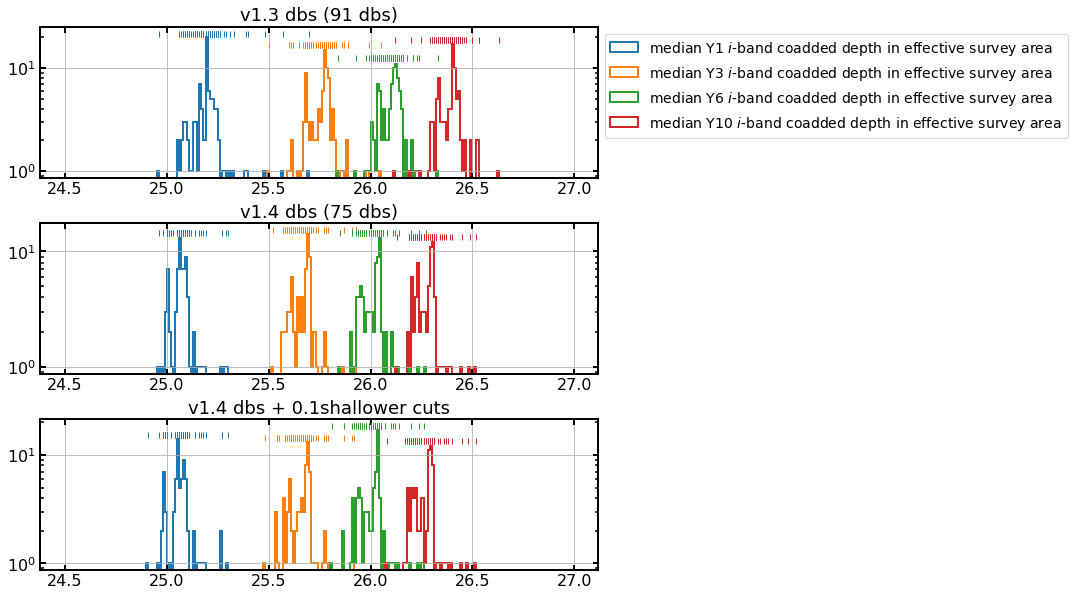 v1.3 dbs (91 dbs)
10¹
10⁰
24.5 25.0 25.5 26.0 26.5 27.0
median Y1 i-band coadded depth in effective survey area
median Y3 i-band coadded depth in effective survey area
median Y6 i-band coadded depth in effective survey area
median Y10 i-band coadded depth in effective survey area
v1.4 dbs (75 dbs)
10¹
10⁰
24.5 25.0 25.5 26.0 26.5 27.0
v1.4 dbs + 0.1shallower cuts
10¹
10⁰
24.5 25.0 25.5 26.0 26.5 27.0